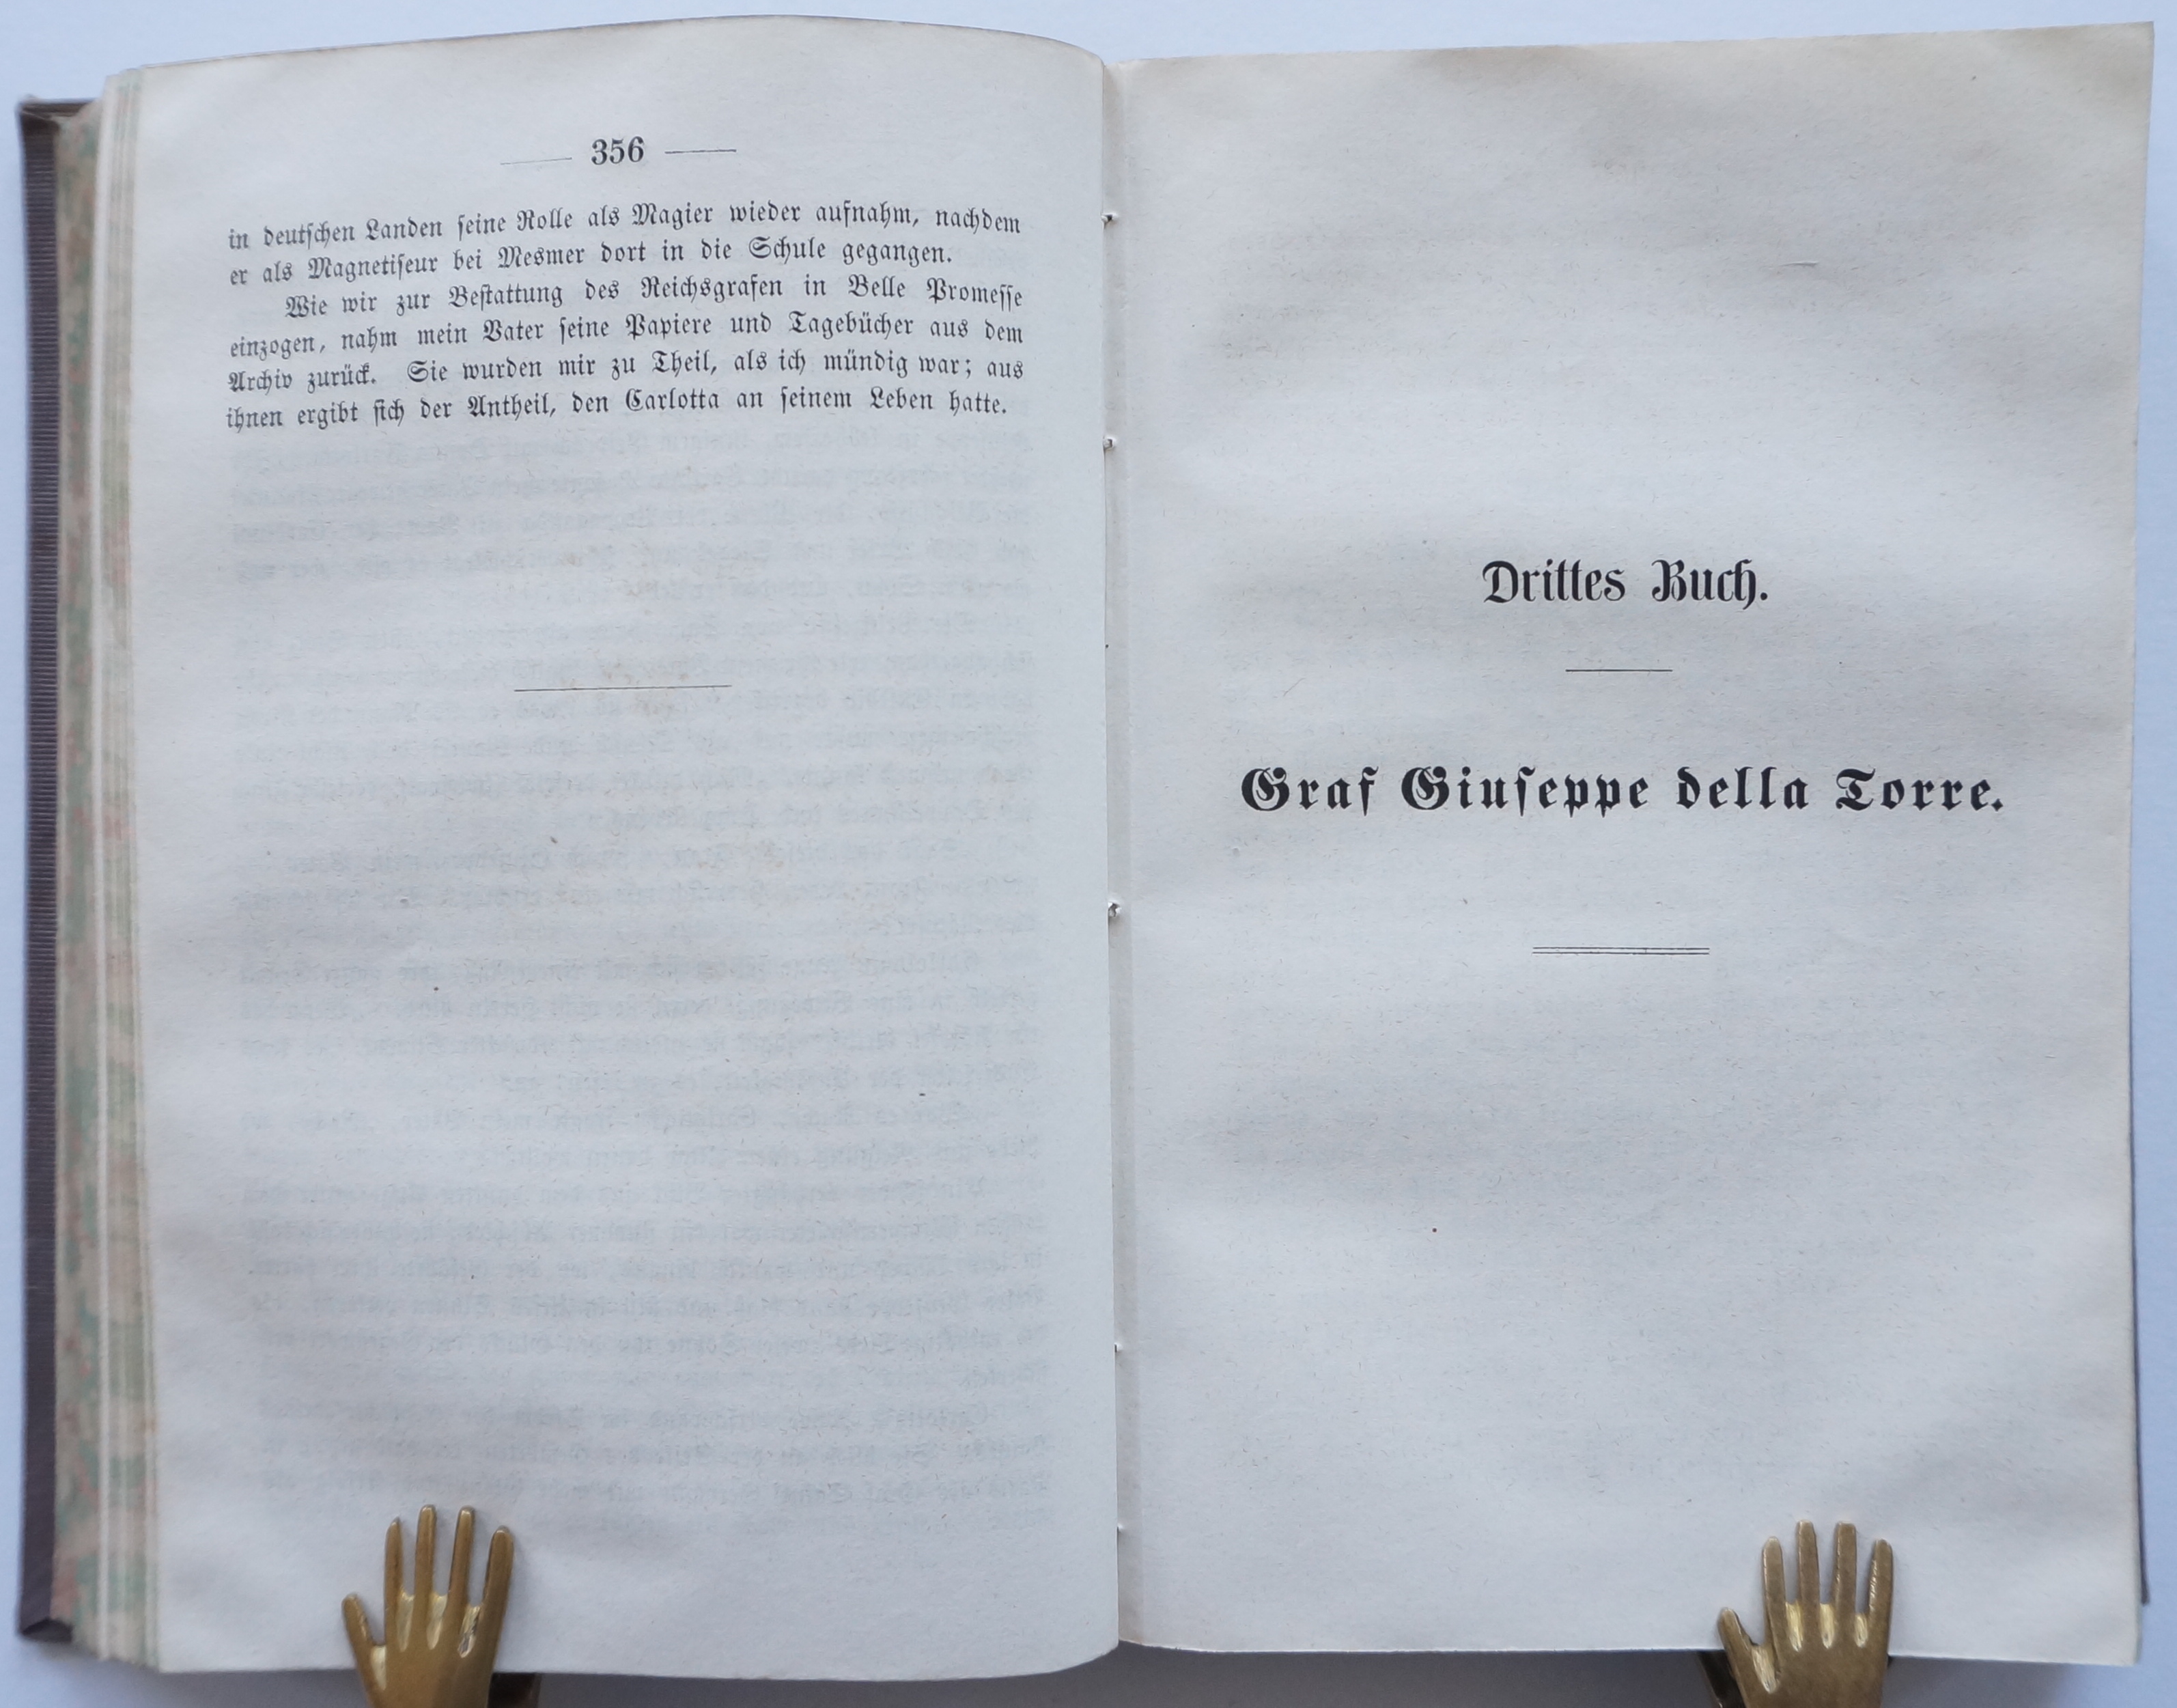 356
in deutschen Landen seine Rolle als Magier wieder aufnahm, nachdem
er als Magnetiseur bei Mesmer dort in die Schule gegangen.
Wie wir zur Bestattung des Reichsgrafen in Belle Promesse
einzogen, nahm mein Vater seine Papiere und Tagebücher aus dem
Archiv zurück. Sie wurden mir zu Theil, als ich mündig war; aus
ihnen ergibt sich der Antheil, den Carlotta an seinem Leben hatte.
Drittes Buch.
Graf Giuseppe della Torre.